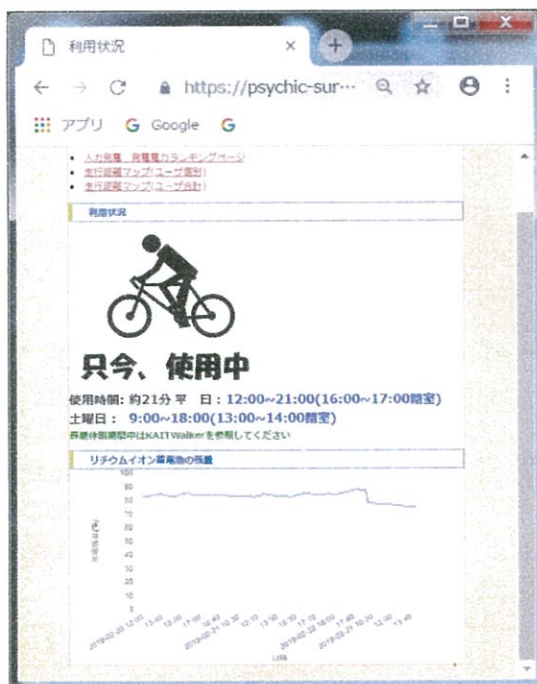 利用状況
https://psychic-sur…
アプリ Google
人力発電 発電電力ランキングページ
走行距離マップ(ユーザ個別)
走行距離マップ(ユーザ合計)
利用状況
只今、使用中
使用時間: 約21分 平 日：12:00~21:00(16:00~17:00閉室)
土曜日： 9:00~18:00(13:00~14:00閉室)
長期休暇期間中はKAITWalkerを参照してください
リチウムイオン蓄電池の残量
100
90
80
70
60
50
40
30
20
10
0